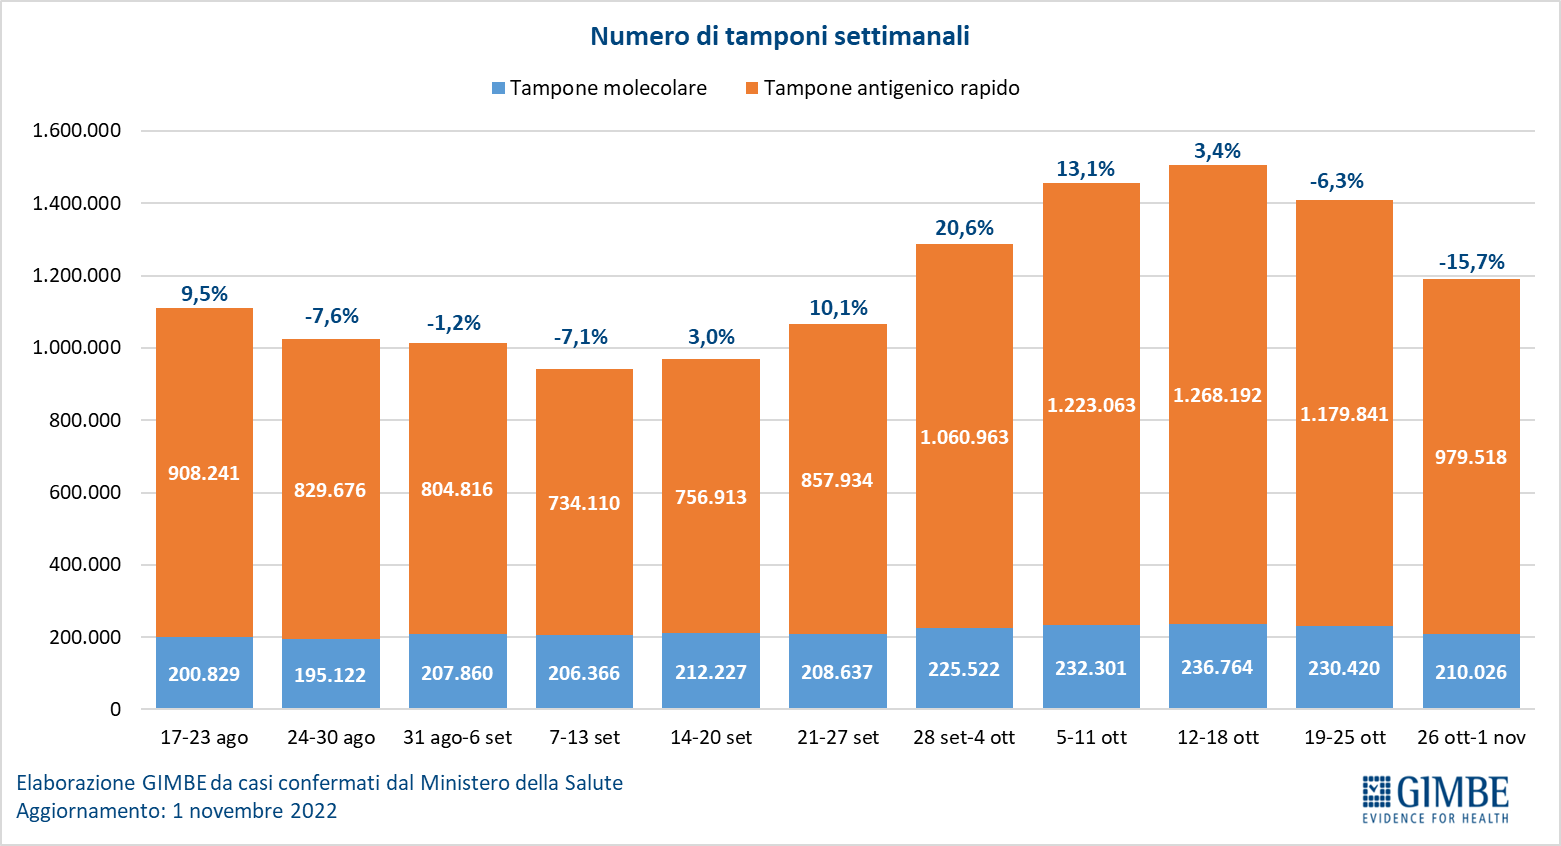 Numero di tamponi settimanali
Tampone molecolare Tampone antigenico rapido
1.600.000
1.400.000
1.200.000
1.000.000
800.000
600.000
400.000
200.000
0
9,5% -7,6% -1,2% -7,1% 3,0% 10,1% 20,6% 13,1% 3,4% -6,3% -15,7%
908.241 829.676 804.816 734.110 756.913 857.934 1.060.963 1.223.063 1.268.192 1.179.841 979.518
200.829 195.122 207.860 206.366 212.227 208.637 225.522 232.301 236.764 230.420 210.026
17-23 ago 24-30 ago 31 ago-6 set 7-13 set 14-20 set 21-27 set 28 set-4 ott 5-11 ott 12-18 ott 19-25 ott 26 ott-1 nov
Elaborazione GIMBE da casi confermati dal Ministero della Salute
Aggiornamento: 1 novembre 2022
GIMBE
EVIDENCE FOR HEALTH